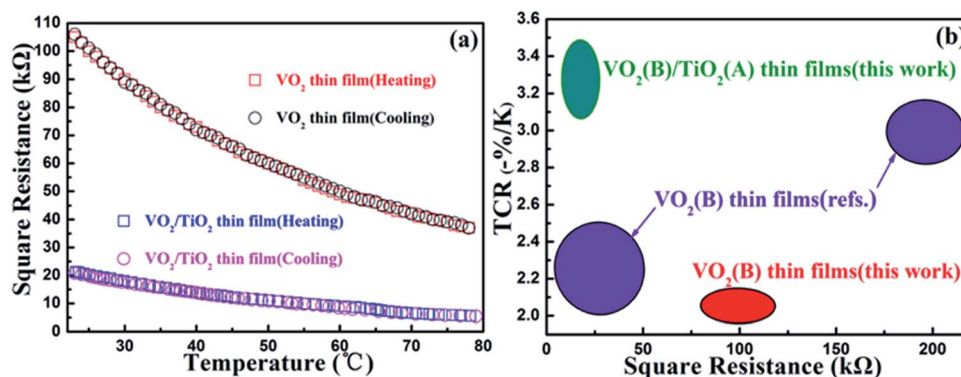 (a)
Square Resistance (kΩ)
110
100
90
80
70
60
50
40
30
20
10
0
VO₂ thin film(Heating)
VO₂ thin film(Cooling)
VO₂/TiO₂ thin film(Heating)
VO₂/TiO₂ thin film(Cooling)
30 40 50 60 70 80
Temperature (℃)
(b)
TCR (-%/K)
3.6
3.4
3.2
3.0
2.8
2.6
2.4
2.2
2.0
VO₂(B)/TiO₂(A) thin films(this work)
VO₂(B) thin films(refs.)
VO₂(B) thin films(this work)
0 50 100 150 200
Square Resistance (kΩ)